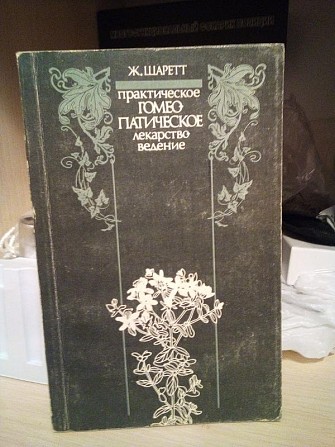 Ж. ШАРЕТТ
практическое
ГОМЕО
ПАТИЧЕСКОЕ
лекарство
ведение